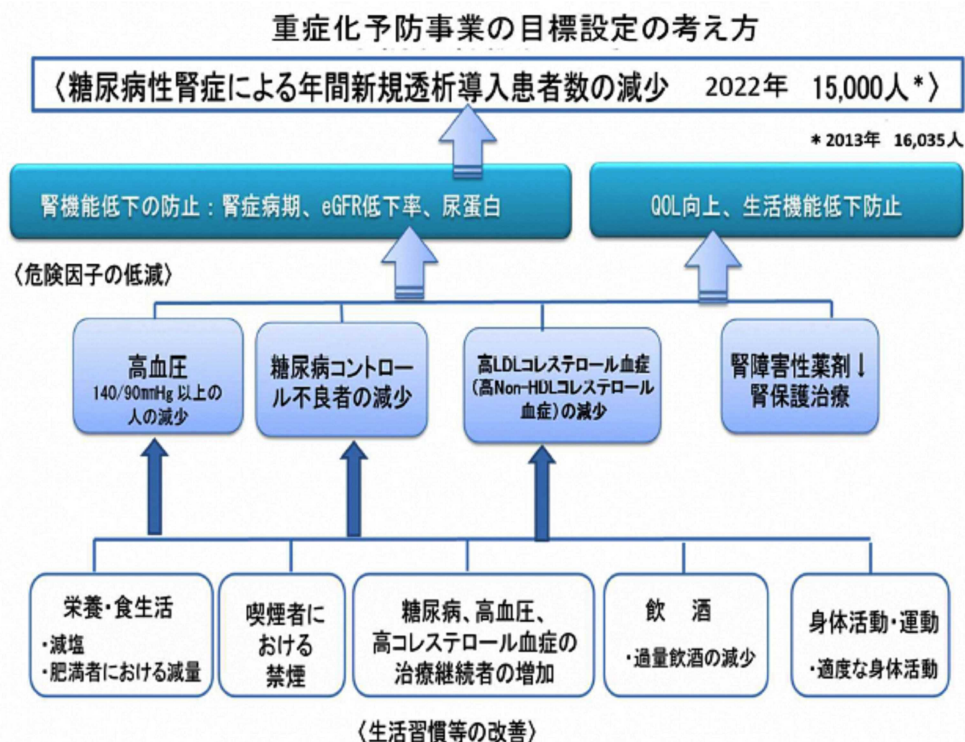 重症化予防事業の目標設定の考え方
〈糖尿病性腎症による年間新規透析導入患者数の減少　2022年　15,000人*〉
* 2013年　16,035人
腎機能低下の防止：腎症病期、eGFR低下率、尿蛋白
QOL向上、生活機能低下防止
〈危険因子の低減〉
高血圧
140/90mmHg以上の
人の減少
糖尿病コントロー
ル不良者の減少
高LDLコレステロール血症
(高Non-HDLコレステロール
血症)の減少
腎障害性薬剤↓
腎保護治療
栄養・食生活
・減塩
・肥満者における減量
喫煙者に
おける
禁煙
糖尿病、高血圧、
高コレステロール血症の
治療継続者の増加
飲　酒
・過量飲酒の減少
身体活動・運動
・適度な身体活動
〈生活習慣等の改善〉